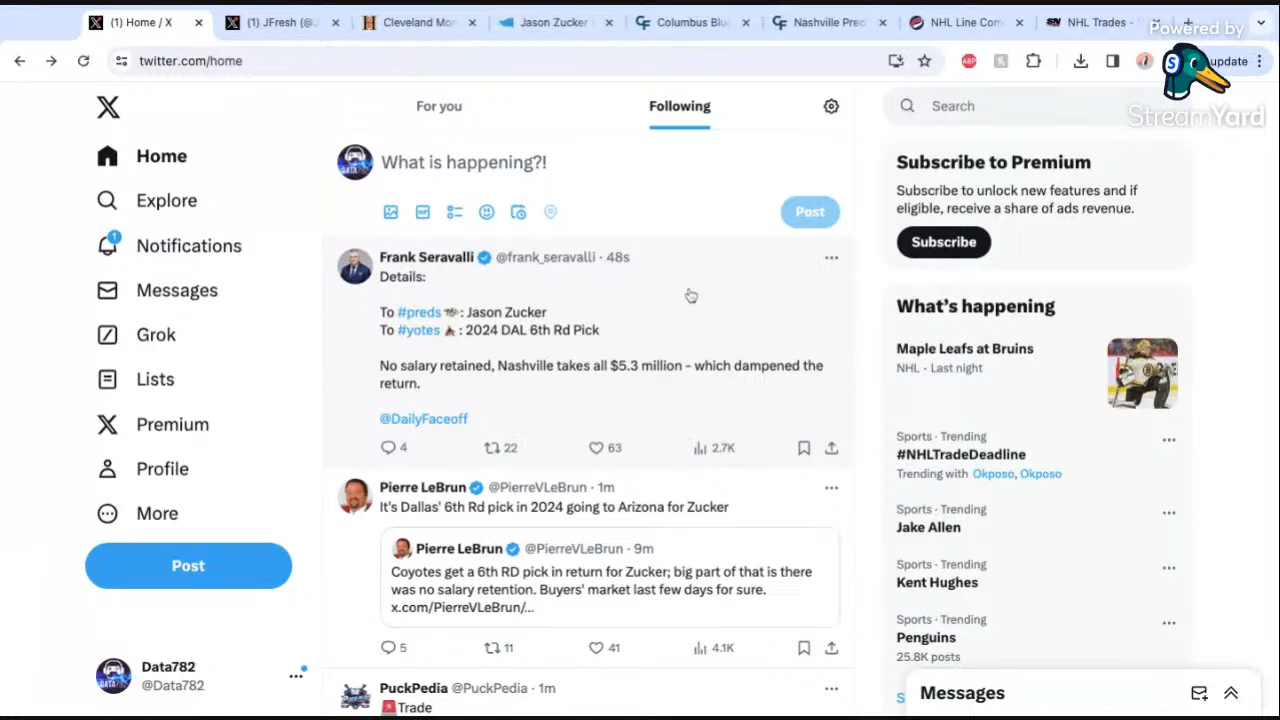 (1) Home / X
(1) JFresh (@J
Cleveland Mo
Jason Zucker
Columbus Blu
Nashville Pred
NHL Line Com
NHL Trades -
Powered by
twitter.com/home
ABP
update
StreamYard
Home
Explore
1
Notifications
Messages
Grok
Lists
Premium
Profile
More
Post
Data782
@Data782
For you
Following
What is happening?!
Post
Frank Seravalli @frank_seravalli · 48s
Details:
To #preds : Jason Zucker
To #yotes : 2024 DAL 6th Rd Pick
No salary retained, Nashville takes all $5.3 million - which dampened the
return.
@DailyFaceoff
4 22 63 2.7K
Pierre LeBrun @PierreVLeBrun · 1m
It's Dallas' 6th Rd pick in 2024 going to Arizona for Zucker
Pierre LeBrun @PierreVLeBrun · 9m
Coyotes get a 6th RD pick in return for Zucker; big part of that is there
was no salary retention. Buyers' market last few days for sure.
x.com/PierreVLeBrun/...
5 11 41 4.1K
PuckPedia @PuckPedia · 1m
Trade
Search
Subscribe to Premium
Subscribe to unlock new features and if
eligible, receive a share of ads revenue.
Subscribe
What's happening
Maple Leafs at Bruins
NHL · Last night
Sports · Trending
#NHLTradeDeadline
Trending with Okposo, Okposo
Sports · Trending
Jake Allen
Sports · Trending
Kent Hughes
Sports · Trending
Penguins
25.8K posts
Messages